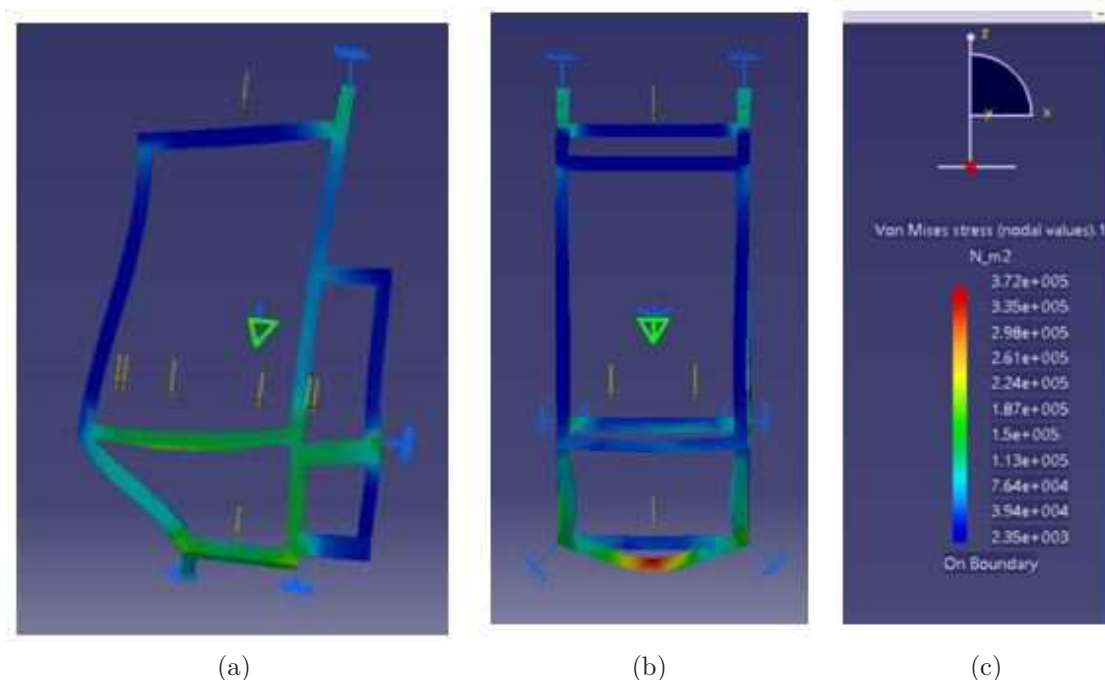 z
y
x
Von Mises stress (nodal values).1
N_m2
3.72e+005
3.35e+005
2.98e+005
2.61e+005
2.24e+005
1.87e+005
1.5e+005
1.13e+005
7.64e+004
3.94e+004
2.35e+003
On Boundary
(a) (b) (c)